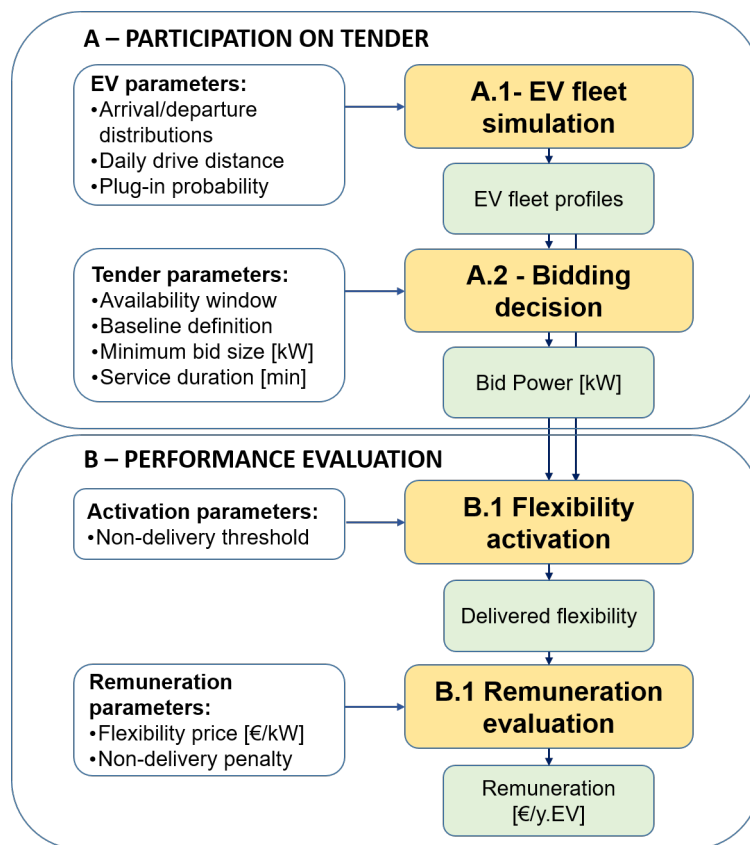 A – PARTICIPATION ON TENDER
EV parameters:
•Arrival/departure
distributions
•Daily drive distance
•Plug-in probability
A.1- EV fleet
simulation
EV fleet profiles
Tender parameters:
•Availability window
•Baseline definition
•Minimum bid size [kW]
•Service duration [min]
A.2 - Bidding
decision
Bid Power [kW]
B – PERFORMANCE EVALUATION
Activation parameters:
•Non-delivery threshold
B.1 Flexibility
activation
Delivered flexibility
Remuneration
parameters:
•Flexibility price [€/kW]
•Non-delivery penalty
B.1 Remuneration
evaluation
Remuneration
[€/y.EV]